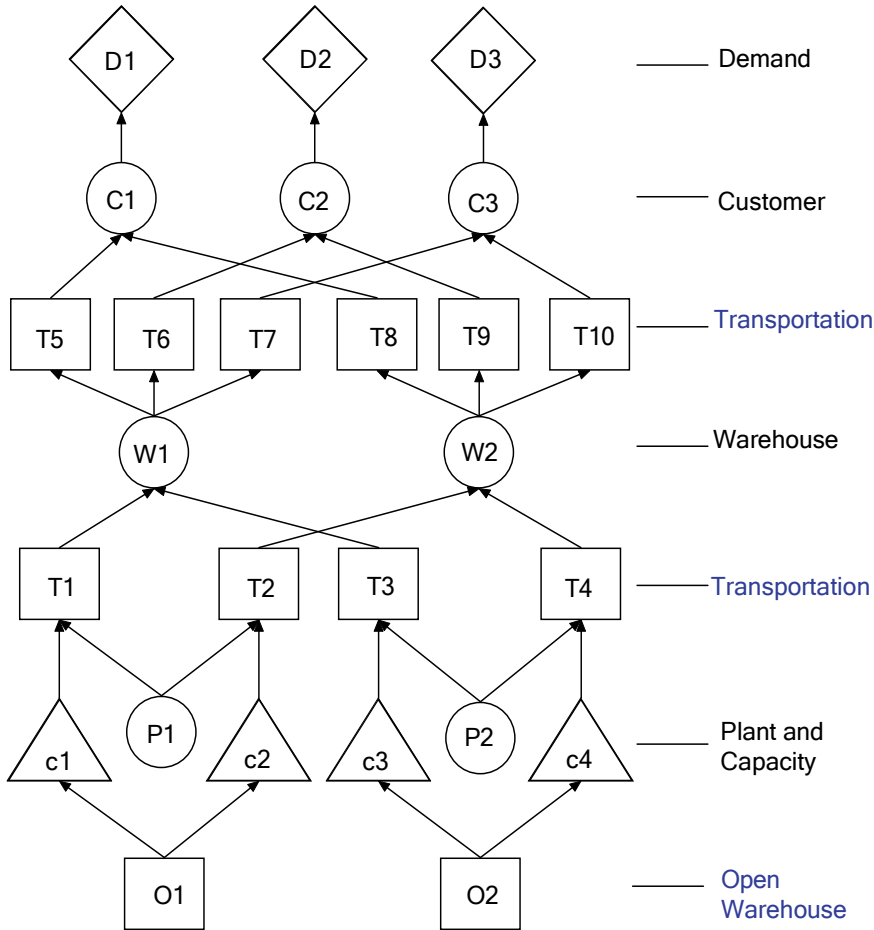 D1 D2 D3 Demand
C1 C2 C3 Customer
T5 T6 T7 T8 T9 T10 Transportation
W1 W2 Warehouse
T1 T2 T3 T4 Transportation
c1 P1 c2 c3 P2 c4 Plant and
Capacity
O1 O2 Open
Warehouse